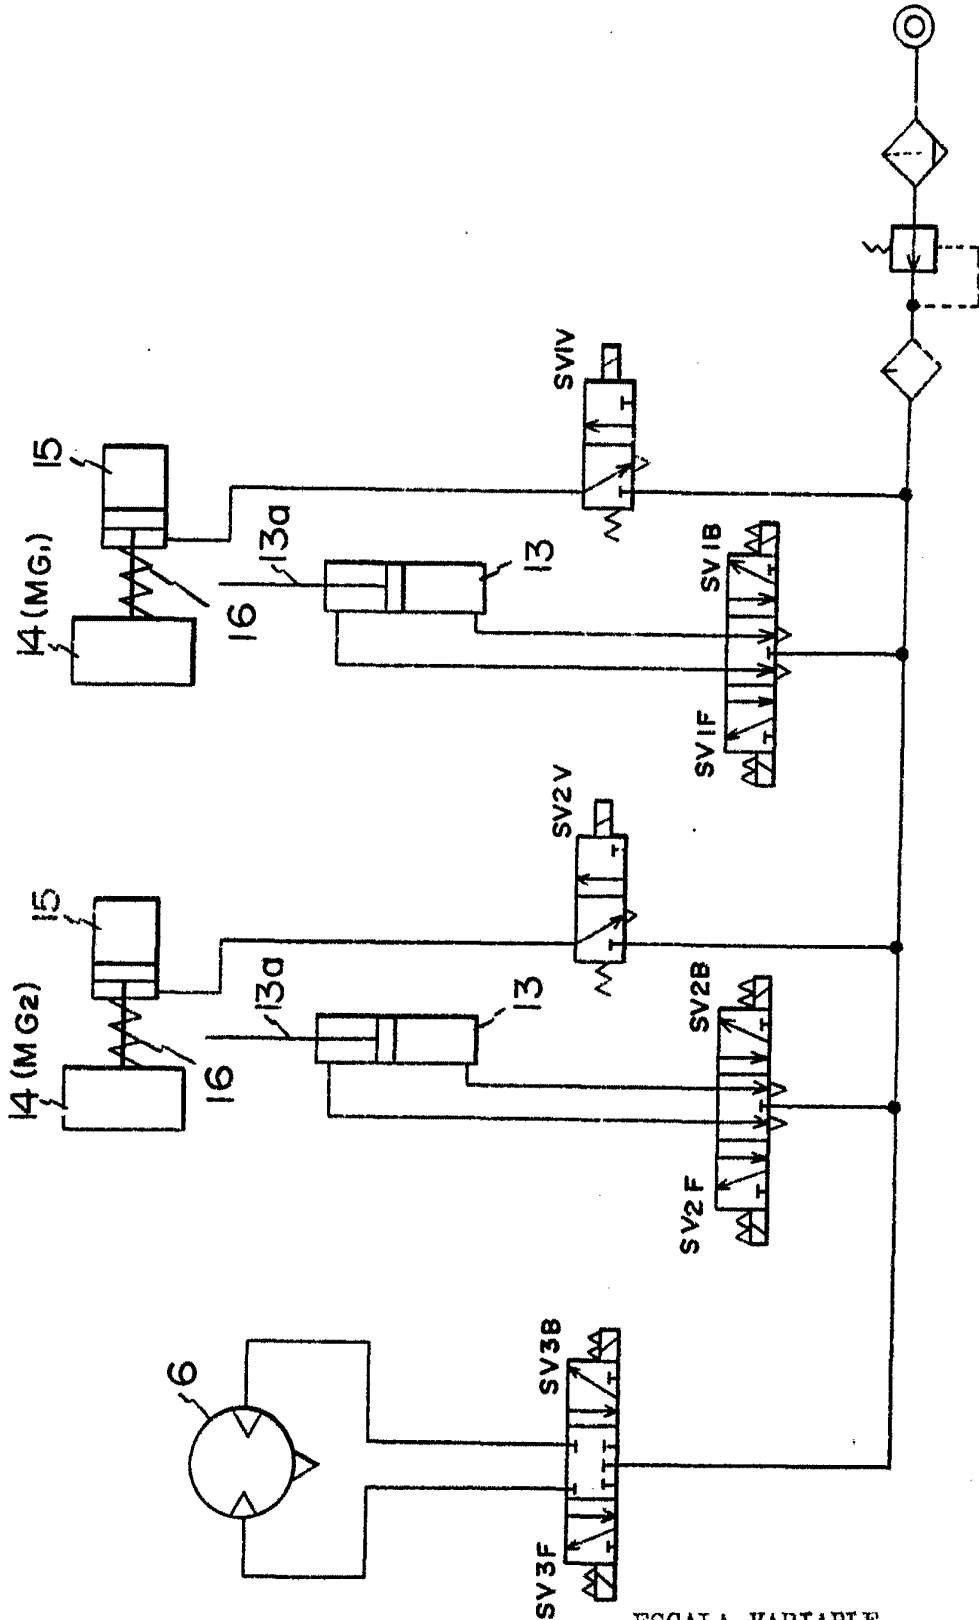 15
14 (MG1)
16
13a
13
SV1V
SV1B
SV1F
15
14 (MG2)
16
13a
13
SV2V
SV2B
SV2F
6
SV3B
SV3F
ESCALA VARIABLE